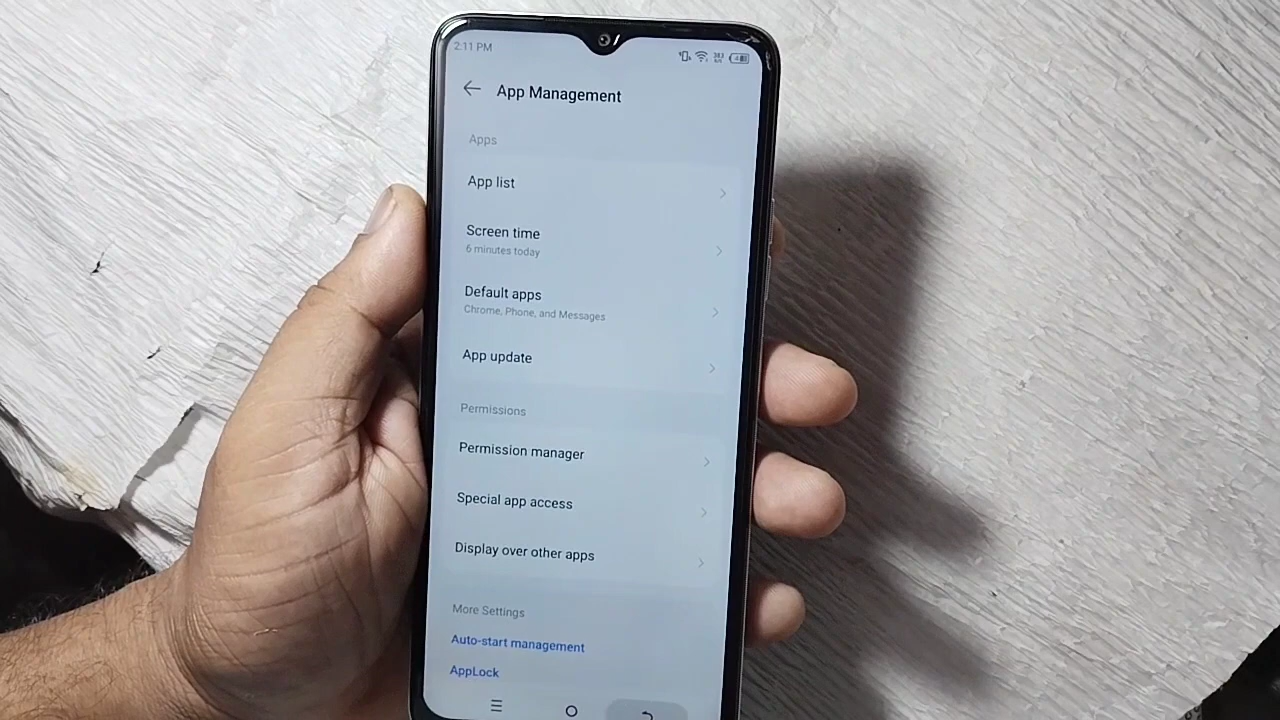 2:11 PM
App Management
Apps
App list
Screen time
6 minutes today
Default apps
Chrome, Phone, and Messages
App update
Permissions
Permission manager
Special app access
Display over other apps
More Settings
Auto-start management
AppLock